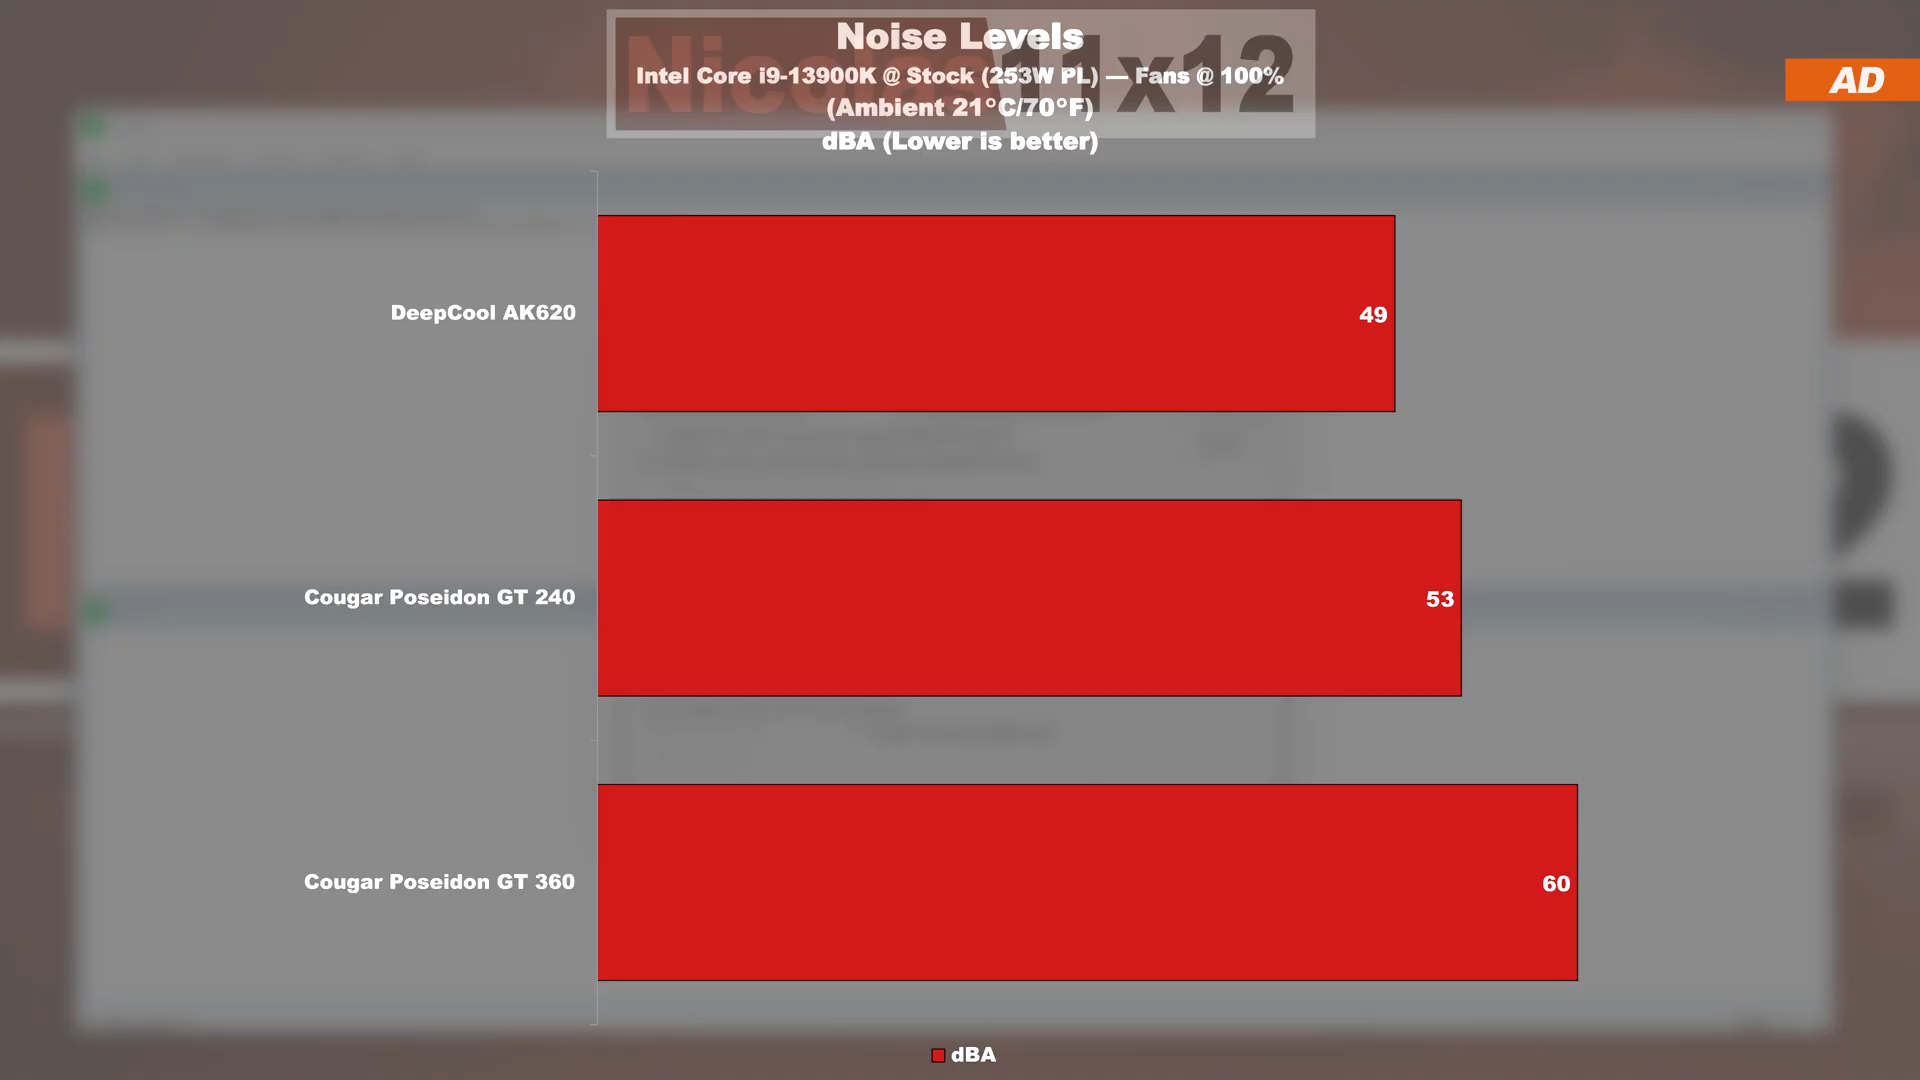 Nicolas11x12
Noise Levels
Intel Core i9-13900K @ Stock (253W PL) — Fans @ 100%
(Ambient 21°C/70°F)
dBA (Lower is better)
AD
DeepCool AK620
49
Cougar Poseidon GT 240
53
Cougar Poseidon GT 360
60
dBA